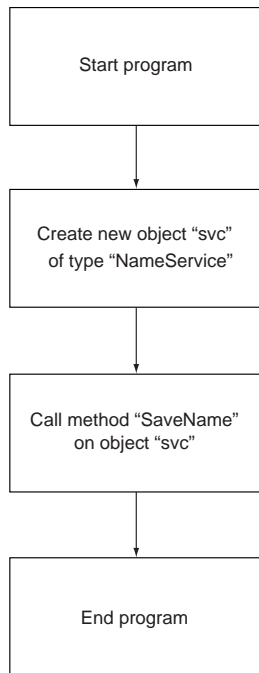 Start program
Create new object “svc”
of type “NameService”
Call method “SaveName”
on object “svc”
End program